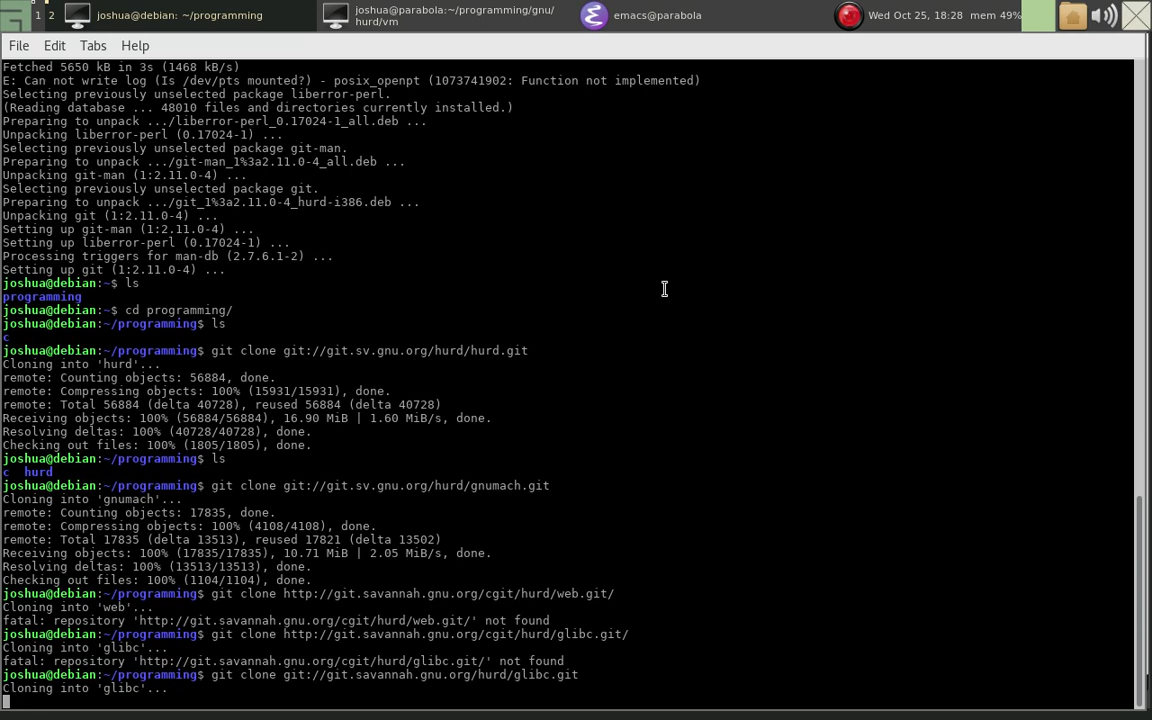 1 2 joshua@debian: ~/programming
joshua@parabola:~/programming/gnu/
hurd/vm
emacs@parabola
Wed Oct 25, 18:28 mem 49%
File Edit Tabs Help
Fetched 5650 kB in 3s (1468 kB/s)
E: Can not write log (Is /dev/pts mounted?) - posix_openpt (1073741902: Function not implemented)
Selecting previously unselected package liberror-perl.
(Reading database ... 48010 files and directories currently installed.)
Preparing to unpack .../liberror-perl_0.17024-1_all.deb ...
Unpacking liberror-perl (0.17024-1) ...
Selecting previously unselected package git-man.
Preparing to unpack .../git-man_1%3a2.11.0-4_all.deb ...
Unpacking git-man (1:2.11.0-4) ...
Selecting previously unselected package git.
Preparing to unpack .../git_1%3a2.11.0-4_hurd-i386.deb ...
Unpacking git (1:2.11.0-4) ...
Setting up git-man (1:2.11.0-4) ...
Setting up liberror-perl (0.17024-1) ...
Processing triggers for man-db (2.7.6.1-2) ...
Setting up git (1:2.11.0-4) ...
joshua@debian:~$ ls
programming
joshua@debian:~$ cd programming/
joshua@debian:~/programming$ ls
c
joshua@debian:~/programming$ git clone git://git.sv.gnu.org/hurd/hurd.git
Cloning into 'hurd'...
remote: Counting objects: 56884, done.
remote: Compressing objects: 100% (15931/15931), done.
remote: Total 56884 (delta 40728), reused 56884 (delta 40728)
Receiving objects: 100% (56884/56884), 16.90 MiB | 1.60 MiB/s, done.
Resolving deltas: 100% (40728/40728), done.
Checking out files: 100% (1805/1805), done.
joshua@debian:~/programming$ ls
c  hurd
joshua@debian:~/programming$ git clone git://git.sv.gnu.org/hurd/gnumach.git
Cloning into 'gnumach'...
remote: Counting objects: 17835, done.
remote: Compressing objects: 100% (4108/4108), done.
remote: Total 17835 (delta 13513), reused 17821 (delta 13502)
Receiving objects: 100% (17835/17835), 10.71 MiB | 2.05 MiB/s, done.
Resolving deltas: 100% (13513/13513), done.
Checking out files: 100% (1104/1104), done.
joshua@debian:~/programming$ git clone http://git.savannah.gnu.org/cgit/hurd/web.git/
Cloning into 'web'...
fatal: repository 'http://git.savannah.gnu.org/cgit/hurd/web.git/' not found
joshua@debian:~/programming$ git clone http://git.savannah.gnu.org/cgit/hurd/glibc.git/
Cloning into 'glibc'...
fatal: repository 'http://git.savannah.gnu.org/cgit/hurd/glibc.git/' not found
joshua@debian:~/programming$ git clone git://git.savannah.gnu.org/hurd/glibc.git
Cloning into 'glibc'...